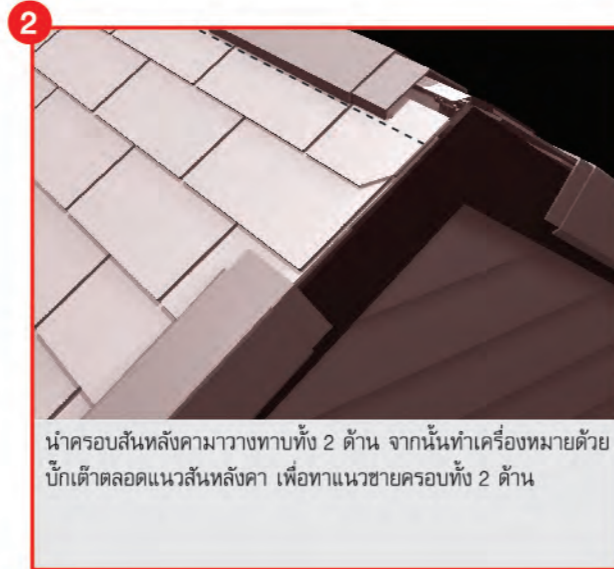 2
นำครอบสันหลังคามาวางทาบทั้ง 2 ด้าน จากนั้นทำเครื่องหมายด้วย
บั๊กเต๊าตลอดแนวสันหลังคา เพื่อทาแนวชายครอบทั้ง 2 ด้าน